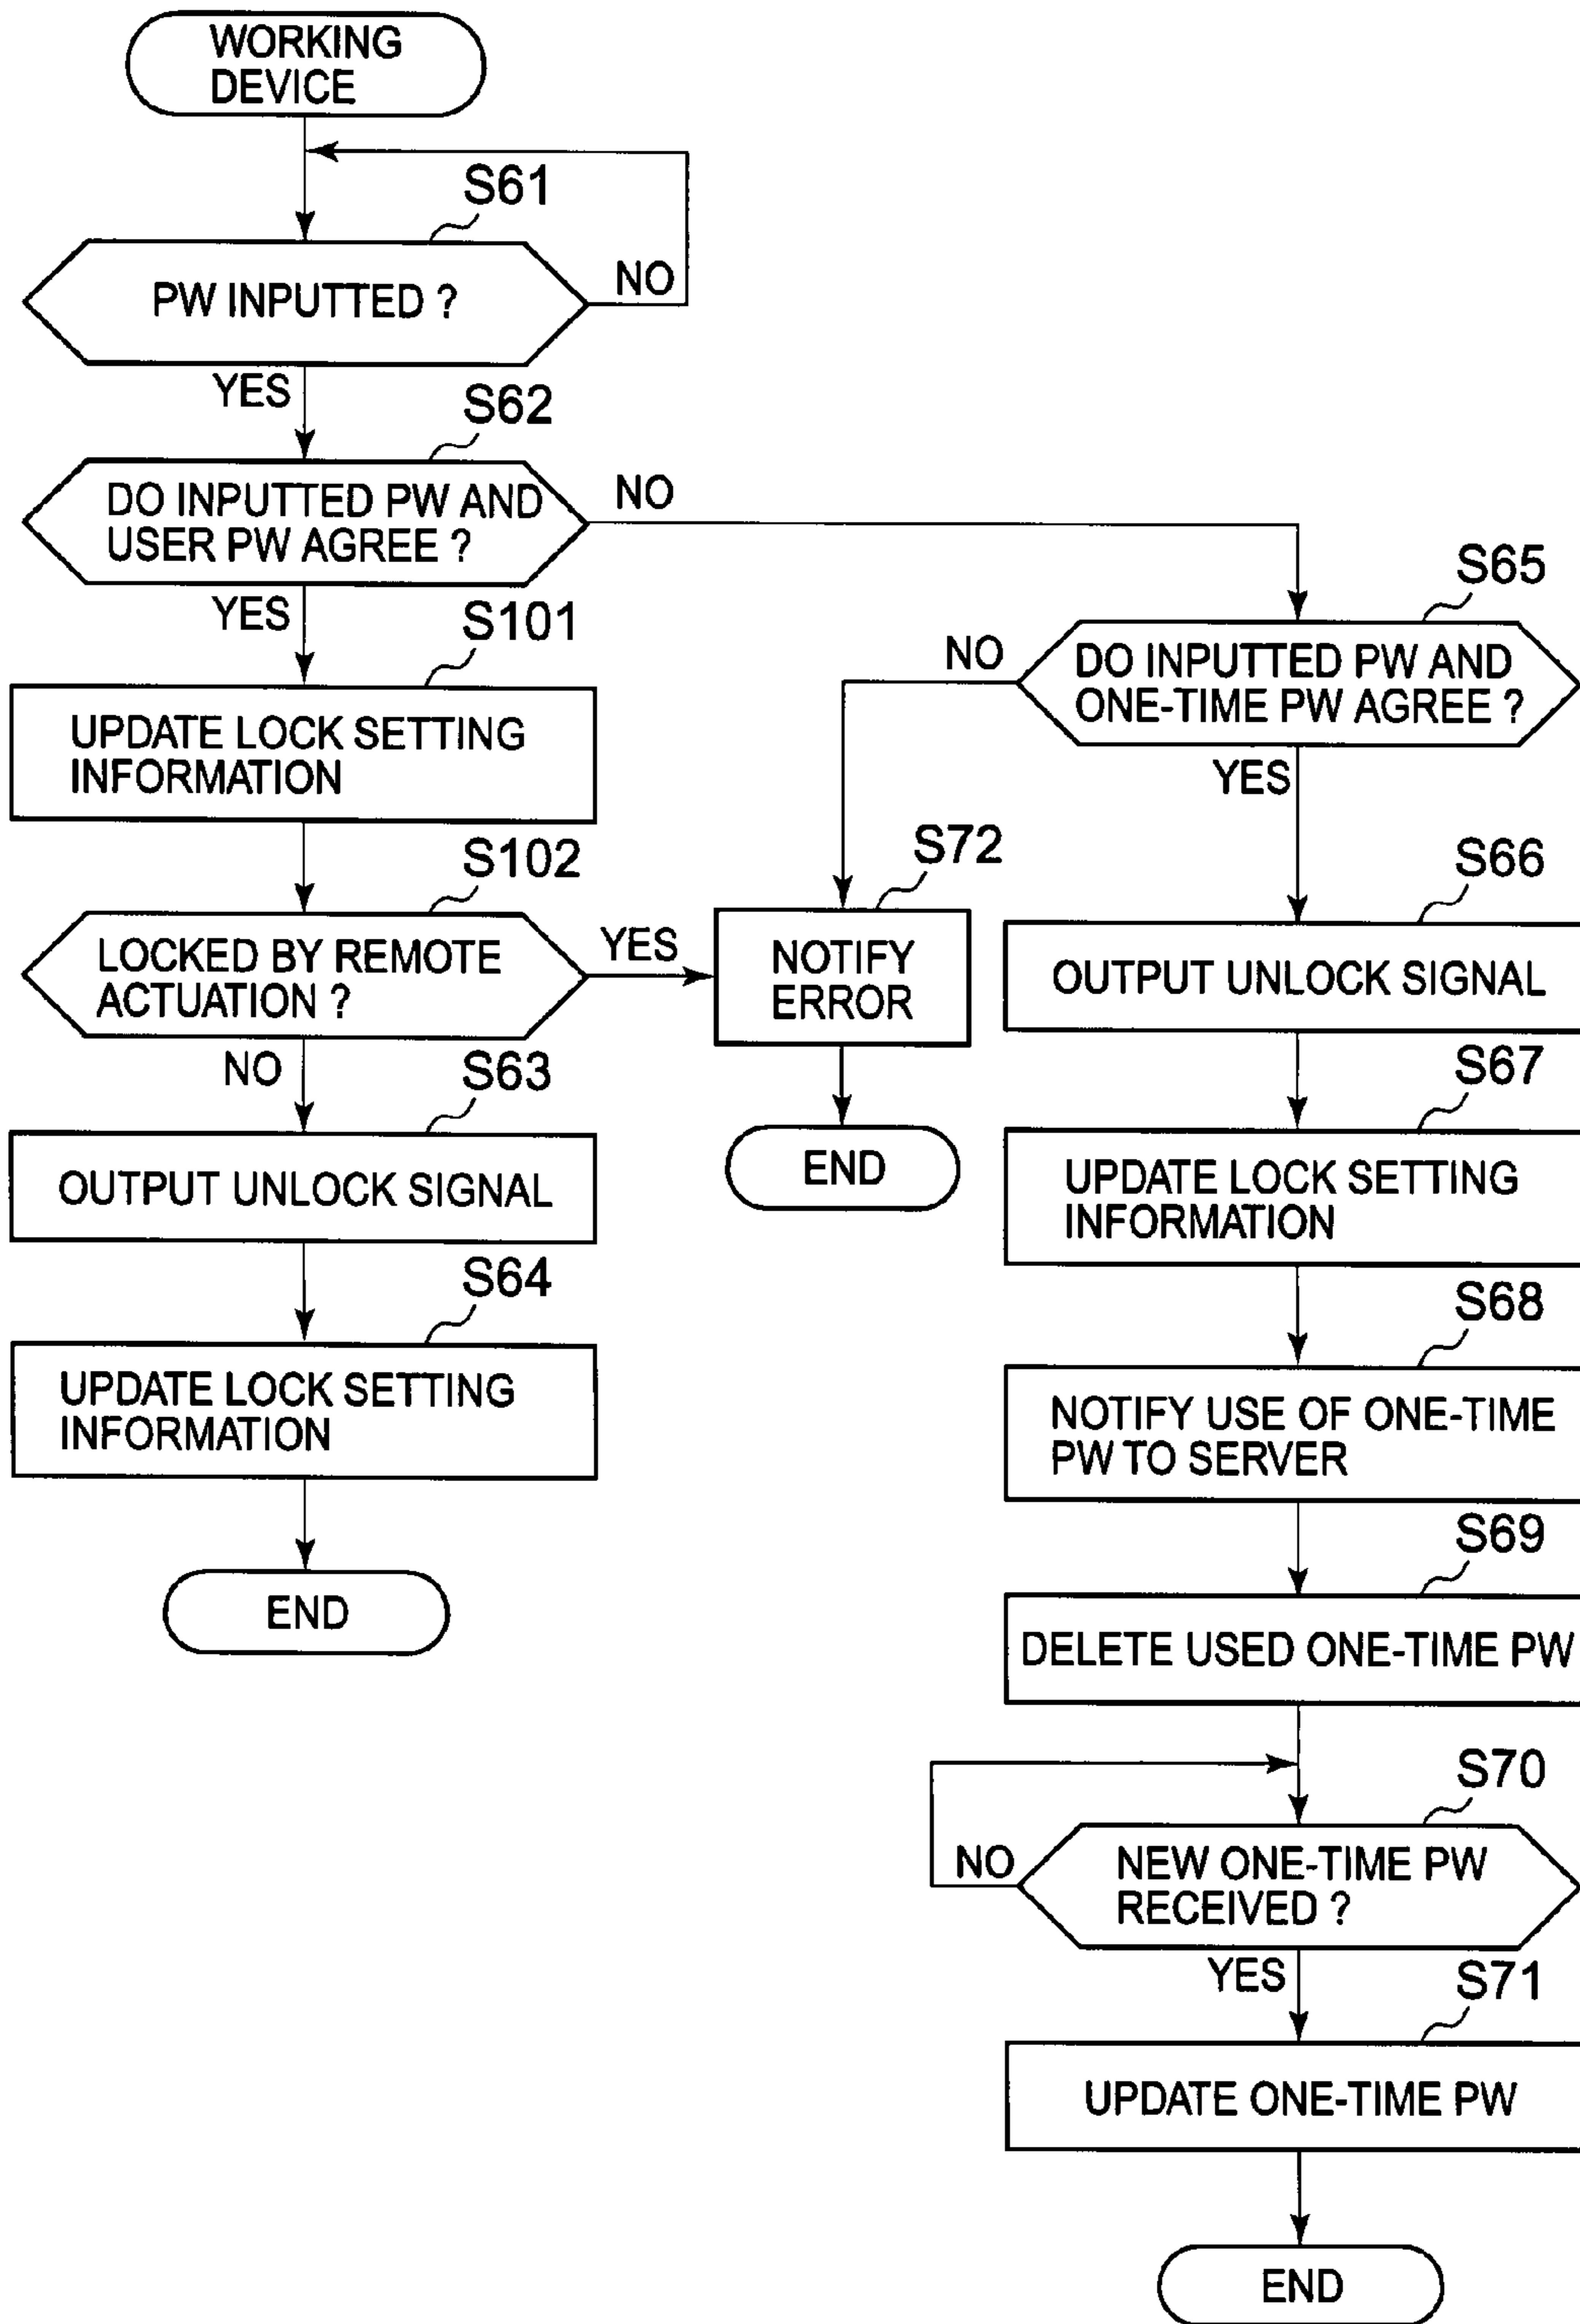 WORKING
DEVICE
S61
PW INPUTTED ?
NO
YES
S62
DO INPUTTED PW AND
USER PW AGREE ?
NO
YES
S101
UPDATE LOCK SETTING
INFORMATION
S102
LOCKED BY REMOTE
ACTUATION ?
YES
NO
S63
OUTPUT UNLOCK SIGNAL
S64
UPDATE LOCK SETTING
INFORMATION
END
S72
NOTIFY
ERROR
END
S65
DO INPUTTED PW AND
ONE-TIME PW AGREE ?
NO
YES
S66
OUTPUT UNLOCK SIGNAL
S67
UPDATE LOCK SETTING
INFORMATION
S68
NOTIFY USE OF ONE-TIME
PW TO SERVER
S69
DELETE USED ONE-TIME PW
S70
NEW ONE-TIME PW
RECEIVED ?
NO
YES
S71
UPDATE ONE-TIME PW
END